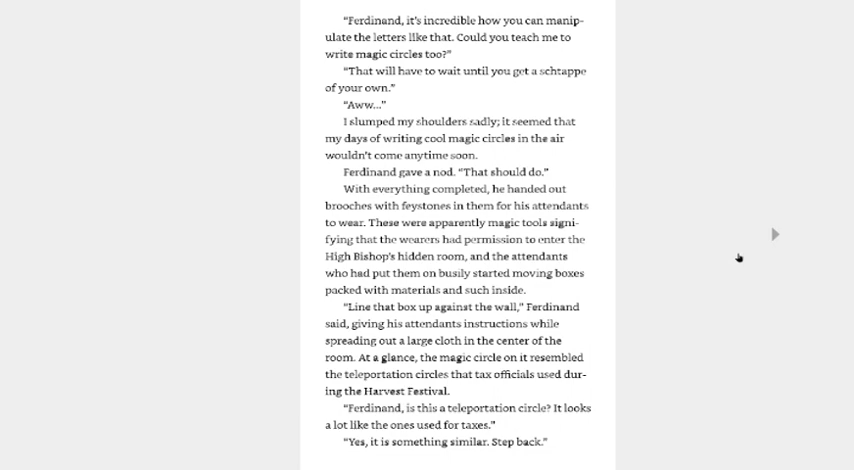 “Ferdinand, it’s incredible how you can manip-
ulate the letters like that. Could you teach me to
write magic circles too?”
“That will have to wait until you get a schtappe
of your own.”
“Aww...”
I slumped my shoulders sadly; it seemed that
my days of writing cool magic circles in the air
wouldn’t come anytime soon.
Ferdinand gave a nod. “That should do.”
With everything completed, he handed out
brooches with feystones in them for his attendants
to wear. These were apparently magic tools signi-
fying that the wearers had permission to enter the
High Bishop’s hidden room, and the attendants
who had put them on busily started moving boxes
packed with materials and such inside.
“Line that box up against the wall,” Ferdinand
said, giving his attendants instructions while
spreading out a large cloth in the center of the
room. At a glance, the magic circle on it resembled
the teleportation circles that tax officials used dur-
ing the Harvest Festival.
“Ferdinand, is this a teleportation circle? It looks
a lot like the ones used for taxes.”
“Yes, it is something similar. Step back.”